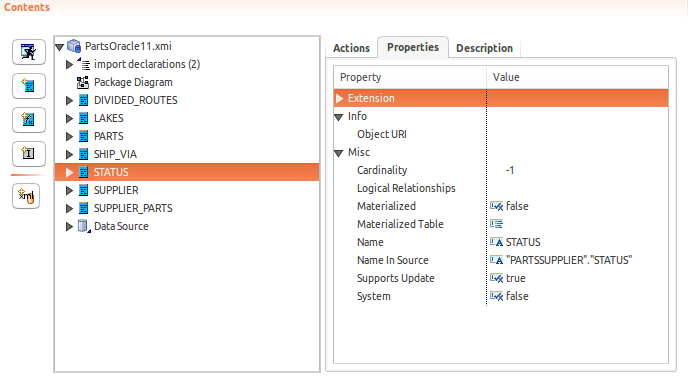 Contents
PartsOracle11.xmi
import declarations (2)
Package Diagram
DIVIDED_ROUTES
LAKES
PARTS
SHIP_VIA
STATUS
SUPPLIER
SUPPLIER_PARTS
Data Source
xml
Actions Properties Description
Property Value
Extension
Info
Object URI
Misc
Cardinality -1
Logical Relationships
Materialized false
Materialized Table
Name STATUS
Name In Source "PARTSSUPPLIER"."STATUS"
Supports Update true
System false